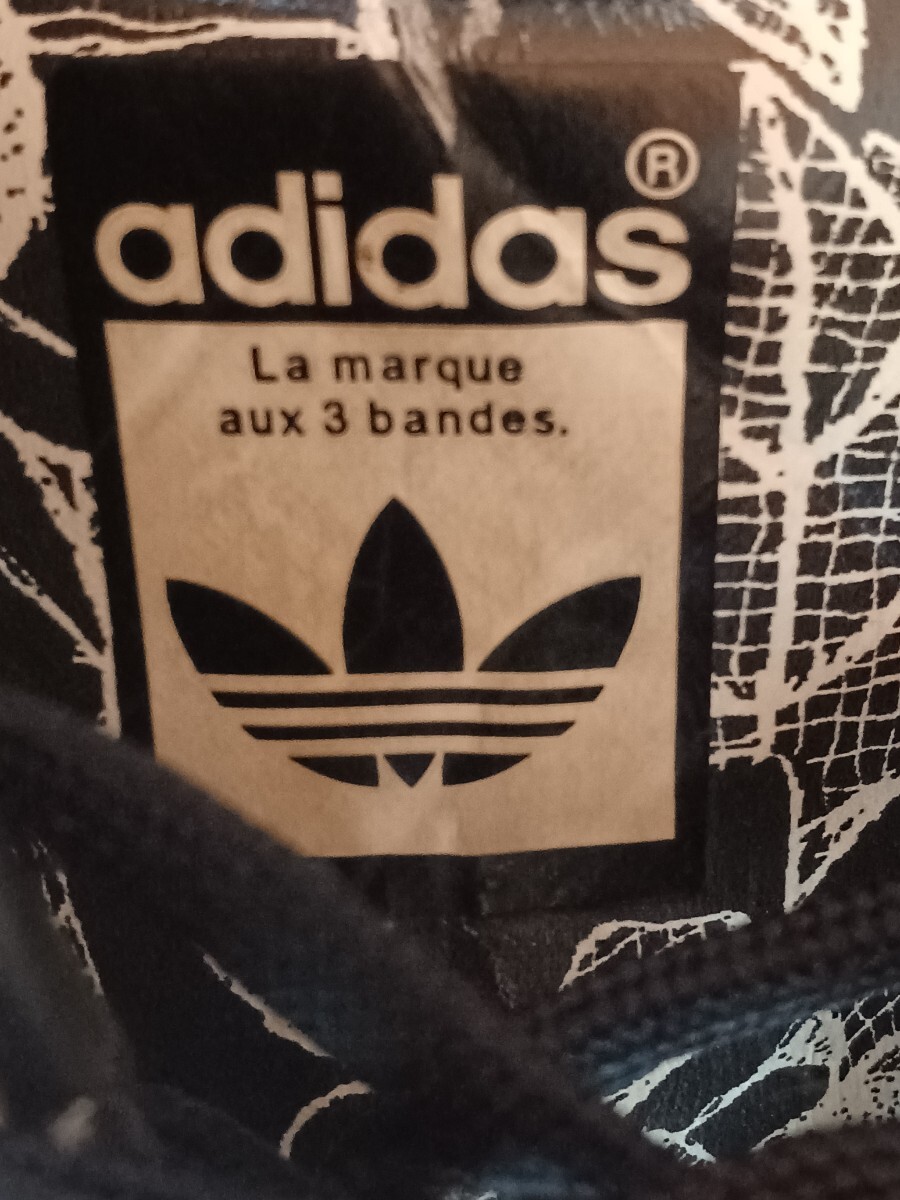 adidas®
La marque
aux 3 bandes.